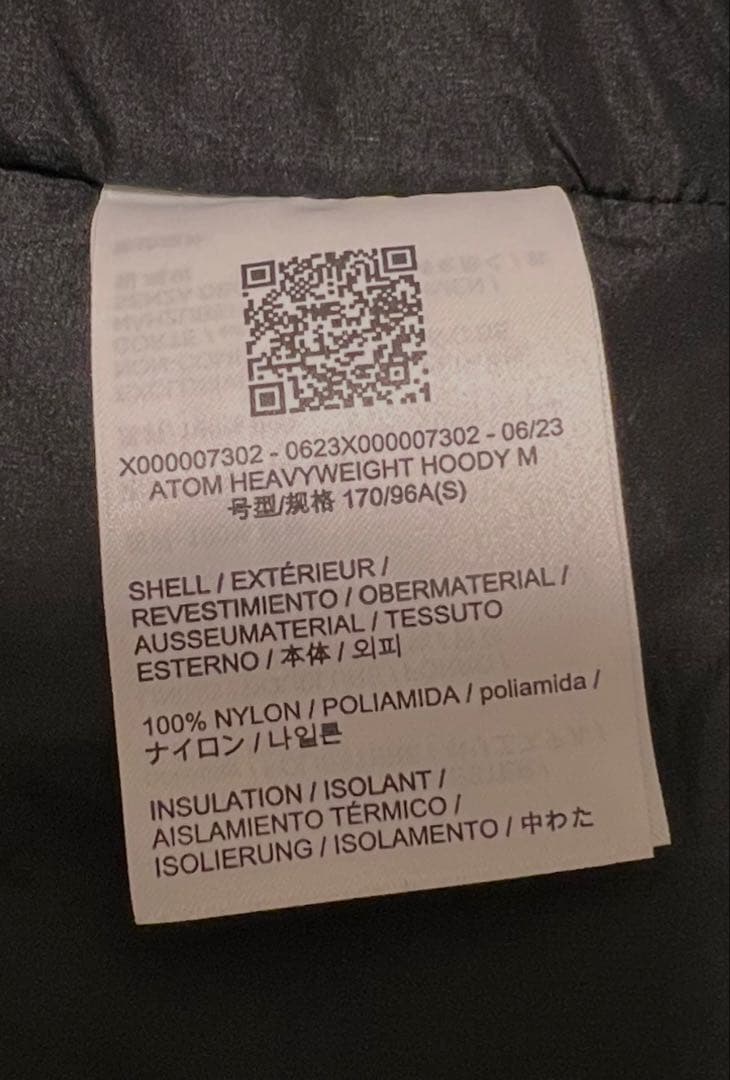 X000007302 - 0623X000007302 - 06/23
ATOM HEAVYWEIGHT HOODY M
号型/规格 170/96A(S)
SHELL / EXTÉRIEUR /
REVESTIMIENTO / OBERMATERIAL /
AUSSEUMATERIAL / TESSUTO
ESTERNO / 本体 / 외피
100% NYLON / POLIAMIDA / poliamida /
ナイロン / 나일론
INSULATION / ISOLANT /
AISLAMIENTO TÉRMICO /
ISOLIERUNG / ISOLAMENTO / 中わた